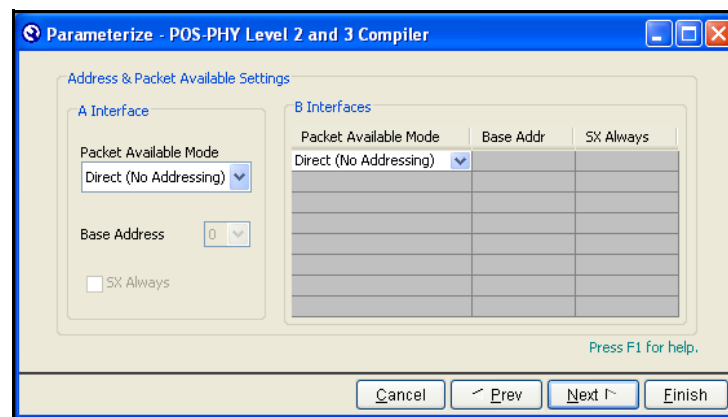 Parameterize - POS-PHY Level 2 and 3 Compiler
Address & Packet Available Settings
A Interface
Packet Available Mode
Direct (No Addressing)
Base Address
0
SX Always
B Interfaces
Packet Available Mode Base Addr SX Always
Direct (No Addressing)
Press F1 for help.
Cancel Prev Next Finish